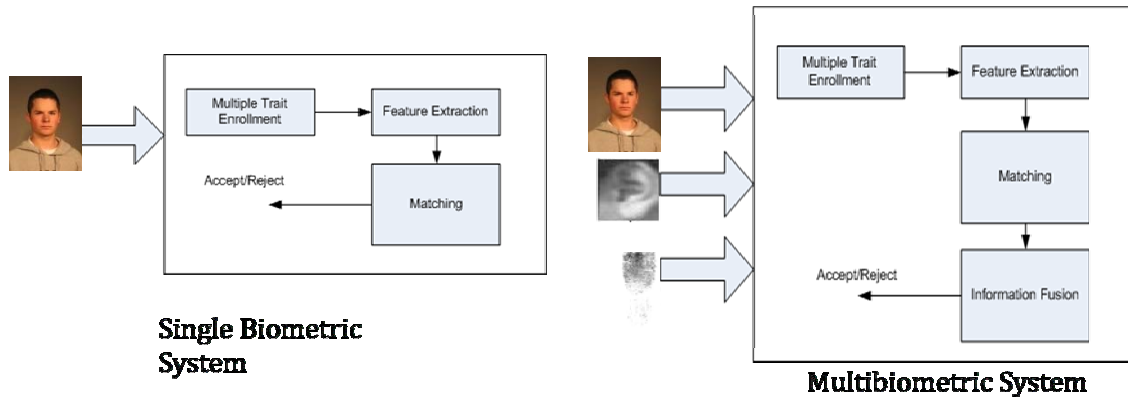 Multiple Trait
Enrollment
Feature Extraction
Accept/Reject
Matching
Single Biometric
System
Multiple Trait
Enrollment
Feature Extraction
Matching
Accept/Reject
Information Fusion
Multibiometric System